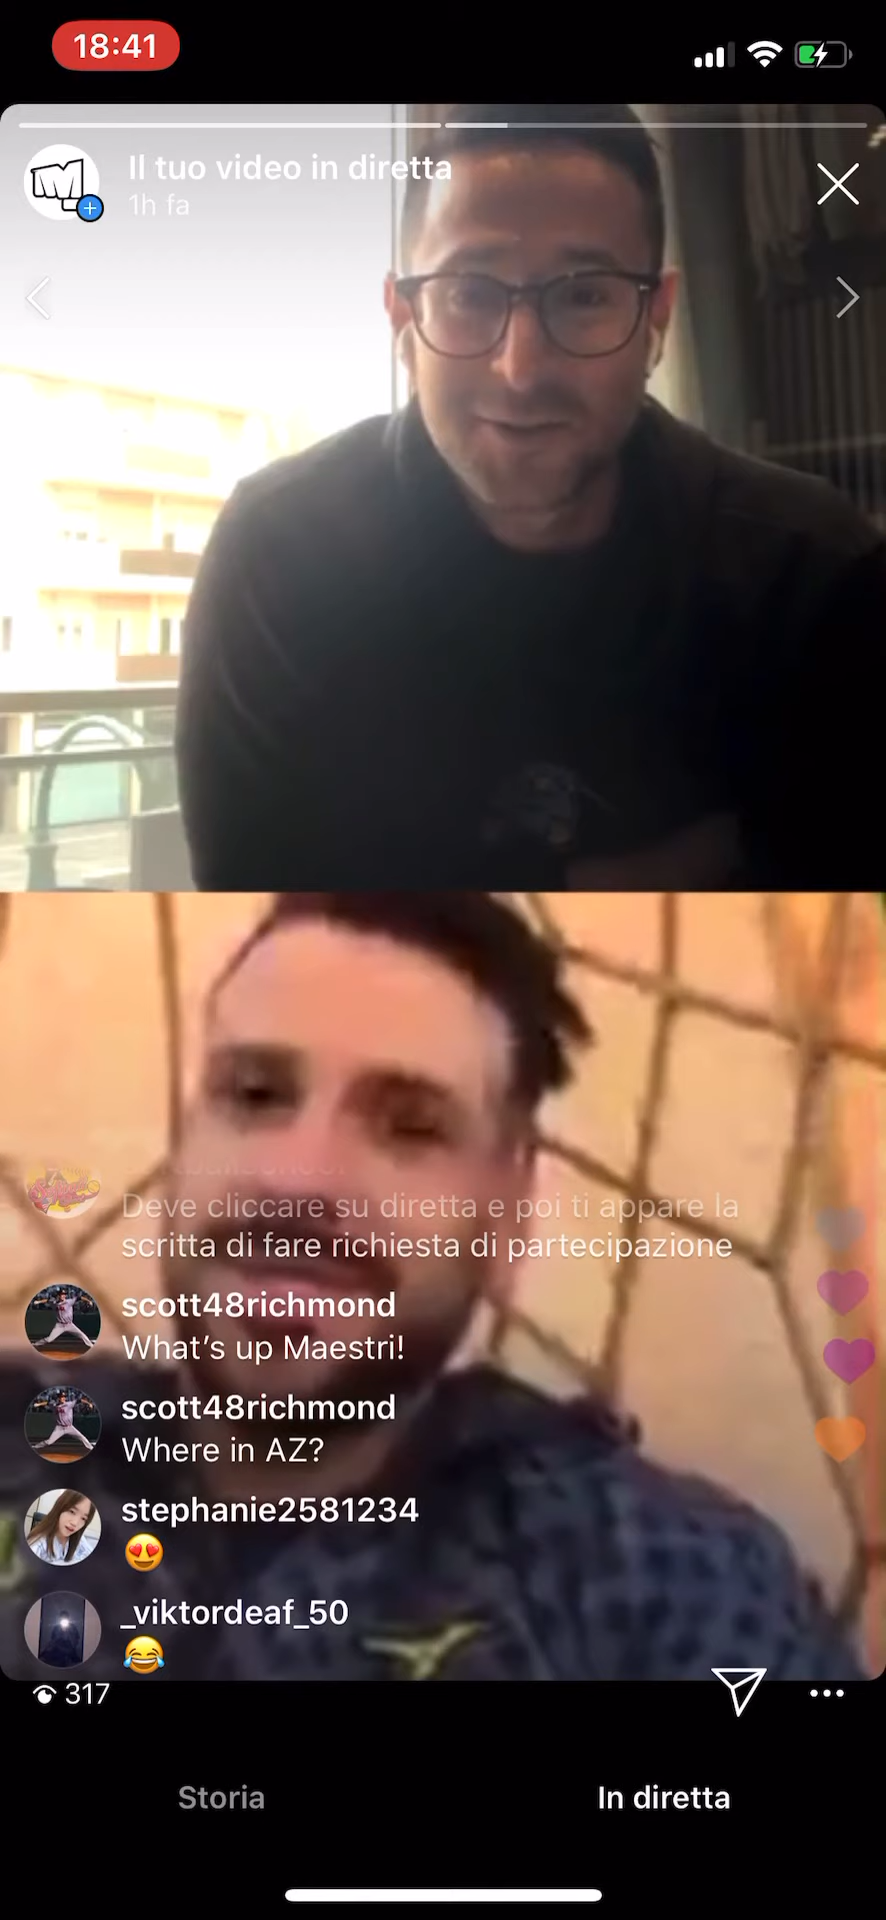 18:41
Il tuo video in diretta
1h fa
Deve cliccare su diretta e poi ti appare la
scritta di fare richiesta di partecipazione
scott48richmond
What’s up Maestri!
scott48richmond
Where in AZ?
stephanie2581234
😍
_viktordeaf_50
😂
317
Storia
In diretta